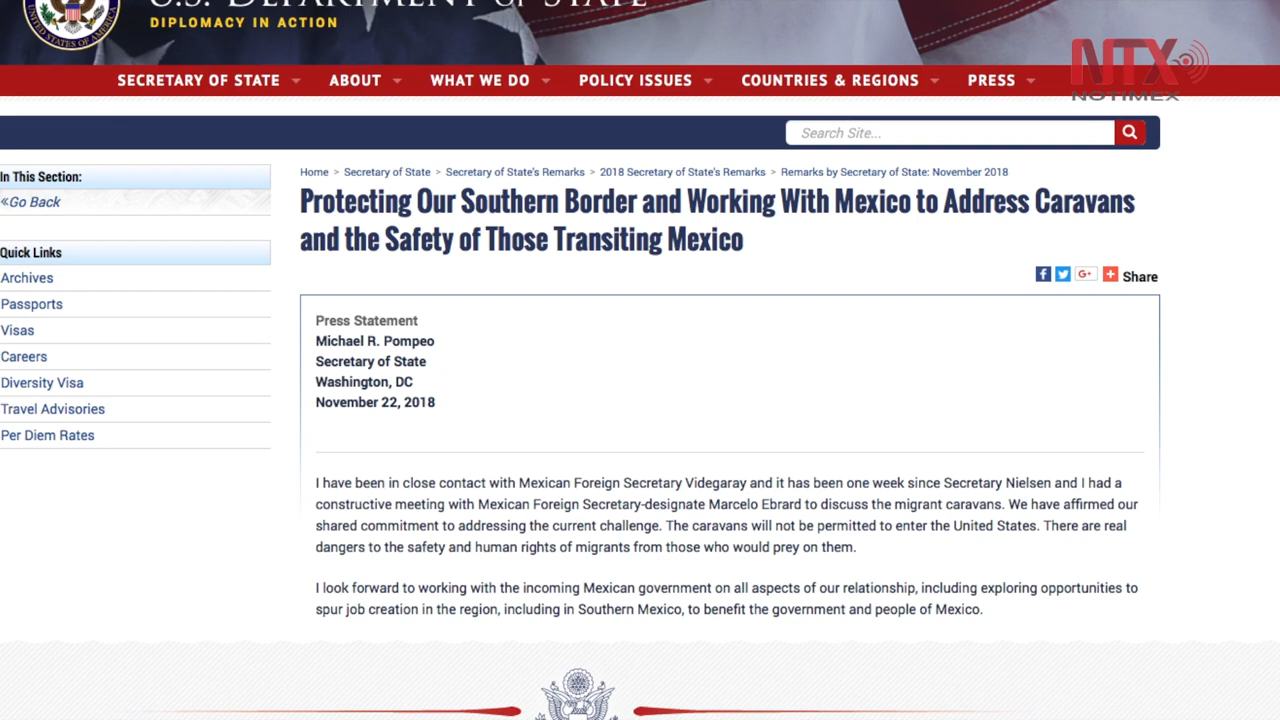 U.S. DEPARTMENT of STATE
DIPLOMACY IN ACTION
UNITED STATES OF AMERICA
SECRETARY OF STATE ABOUT WHAT WE DO POLICY ISSUES COUNTRIES & REGIONS PRESS
NTX
NOTIMEX
Search Site...
In This Section:
«Go Back
Quick Links
Archives
Passports
Visas
Careers
Diversity Visa
Travel Advisories
Per Diem Rates
Home > Secretary of State > Secretary of State's Remarks > 2018 Secretary of State's Remarks > Remarks by Secretary of State: November 2018
Protecting Our Southern Border and Working With Mexico to Address Caravans
and the Safety of Those Transiting Mexico
f G+ + Share
Press Statement
Michael R. Pompeo
Secretary of State
Washington, DC
November 22, 2018
I have been in close contact with Mexican Foreign Secretary Videgaray and it has been one week since Secretary Nielsen and I had a
constructive meeting with Mexican Foreign Secretary-designate Marcelo Ebrard to discuss the migrant caravans. We have affirmed our
shared commitment to addressing the current challenge. The caravans will not be permitted to enter the United States. There are real
dangers to the safety and human rights of migrants from those who would prey on them.
I look forward to working with the incoming Mexican government on all aspects of our relationship, including exploring opportunities to
spur job creation in the region, including in Southern Mexico, to benefit the government and people of Mexico.